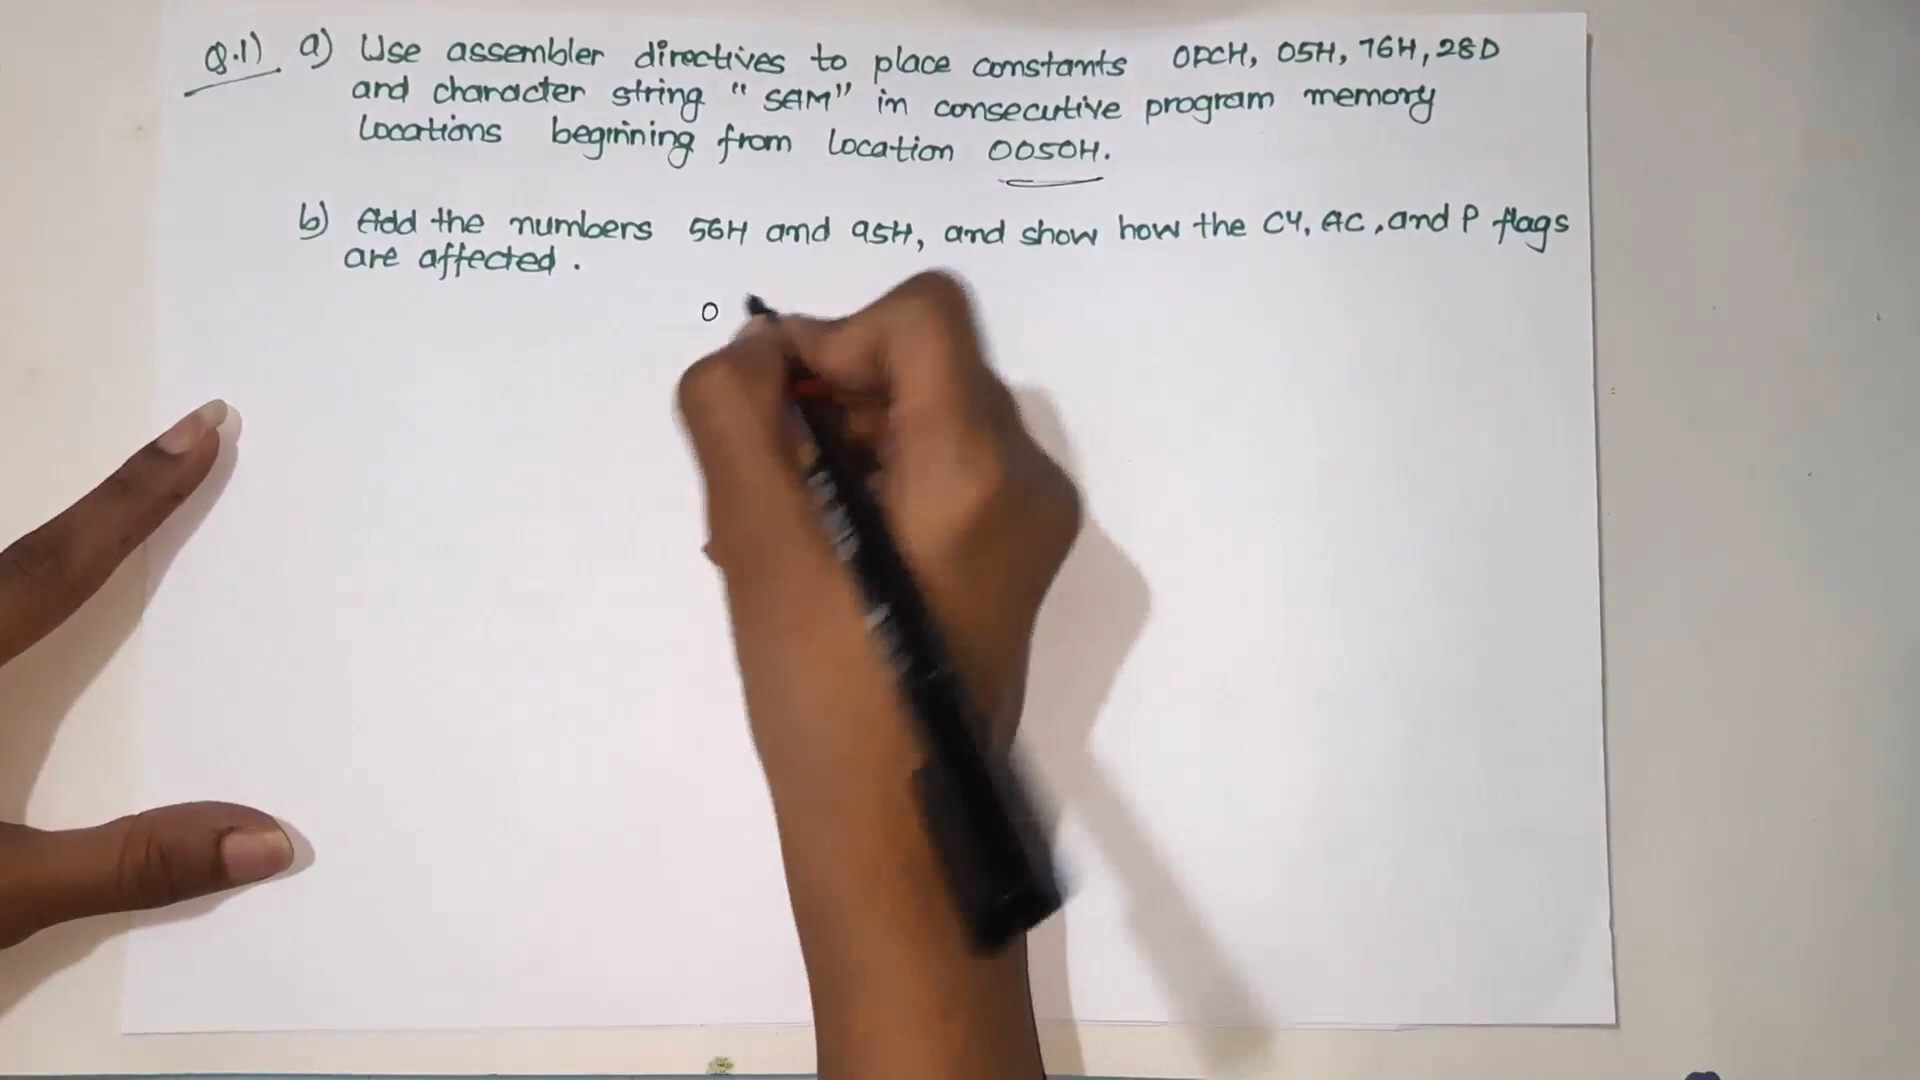 Q.1) a) Use assembler directives to place constants 0DCH, 05H, 76H, 28D
and character string "SAM" in consecutive program memory
locations beginning from location 0050H.
b) Add the numbers 56H and 95H, and show how the CY, AC, and P flags
are affected.
0